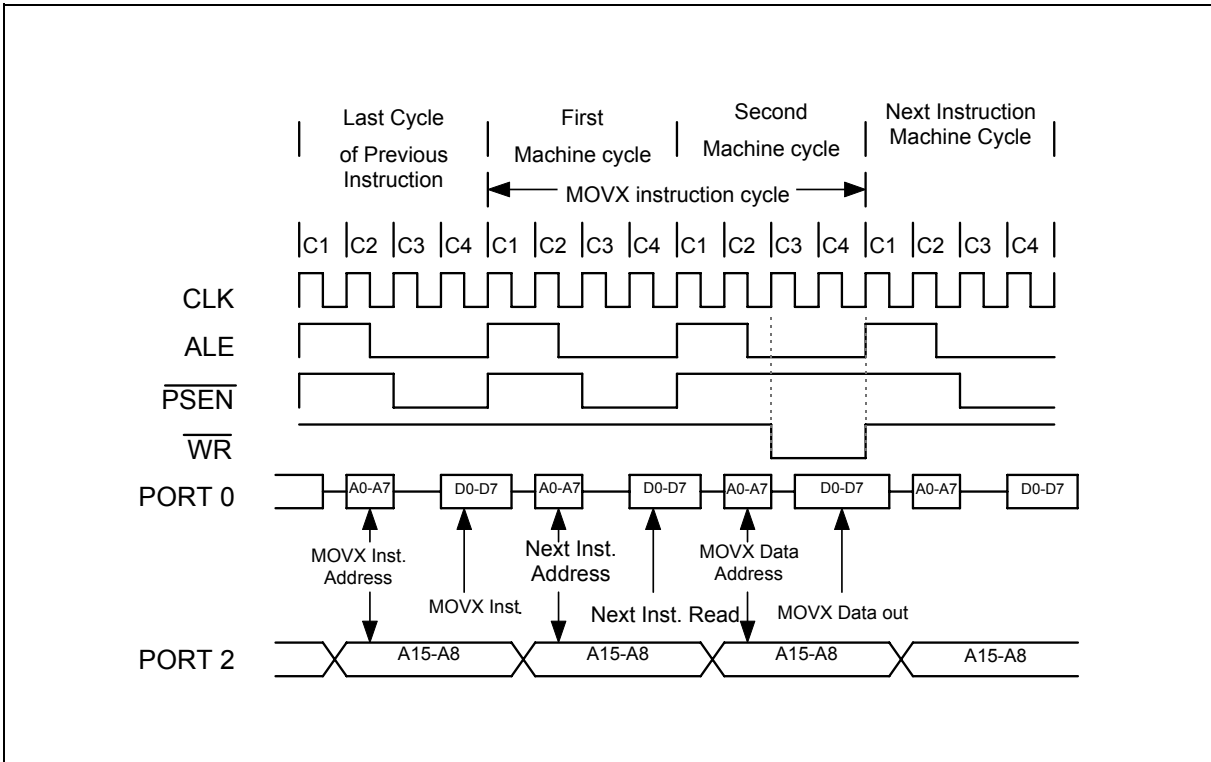 Last Cycle
of Previous
Instruction
First
Machine cycle
Second
Machine cycle
Next Instruction
Machine Cycle
MOVX instruction cycle
C1 C2 C3 C4 C1 C2 C3 C4 C1 C2 C3 C4 C1 C2 C3 C4
CLK
ALE
PSEN
WR
PORT 0
A0-A7 D0-D7 A0-A7 D0-D7 A0-A7 D0-D7 A0-A7 D0-D7
MOVX Inst.
Address
MOVX Inst.
Next Inst.
Address
Next Inst. Read
MOVX Data
Address
MOVX Data out
PORT 2
A15-A8 A15-A8 A15-A8 A15-A8